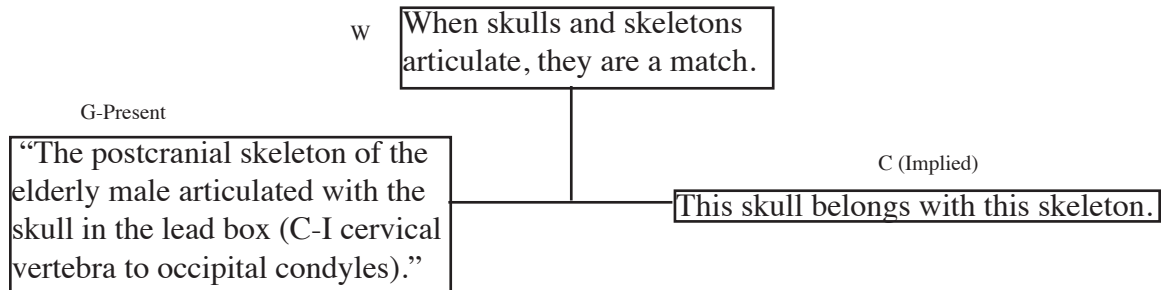 W
When skulls and skeletons
articulate, they are a match.
G-Present
“The postcranial skeleton of the
elderly male articulated with the
skull in the lead box (C-I cervical
vertebra to occipital condyles).”
C (Implied)
This skull belongs with this skeleton.